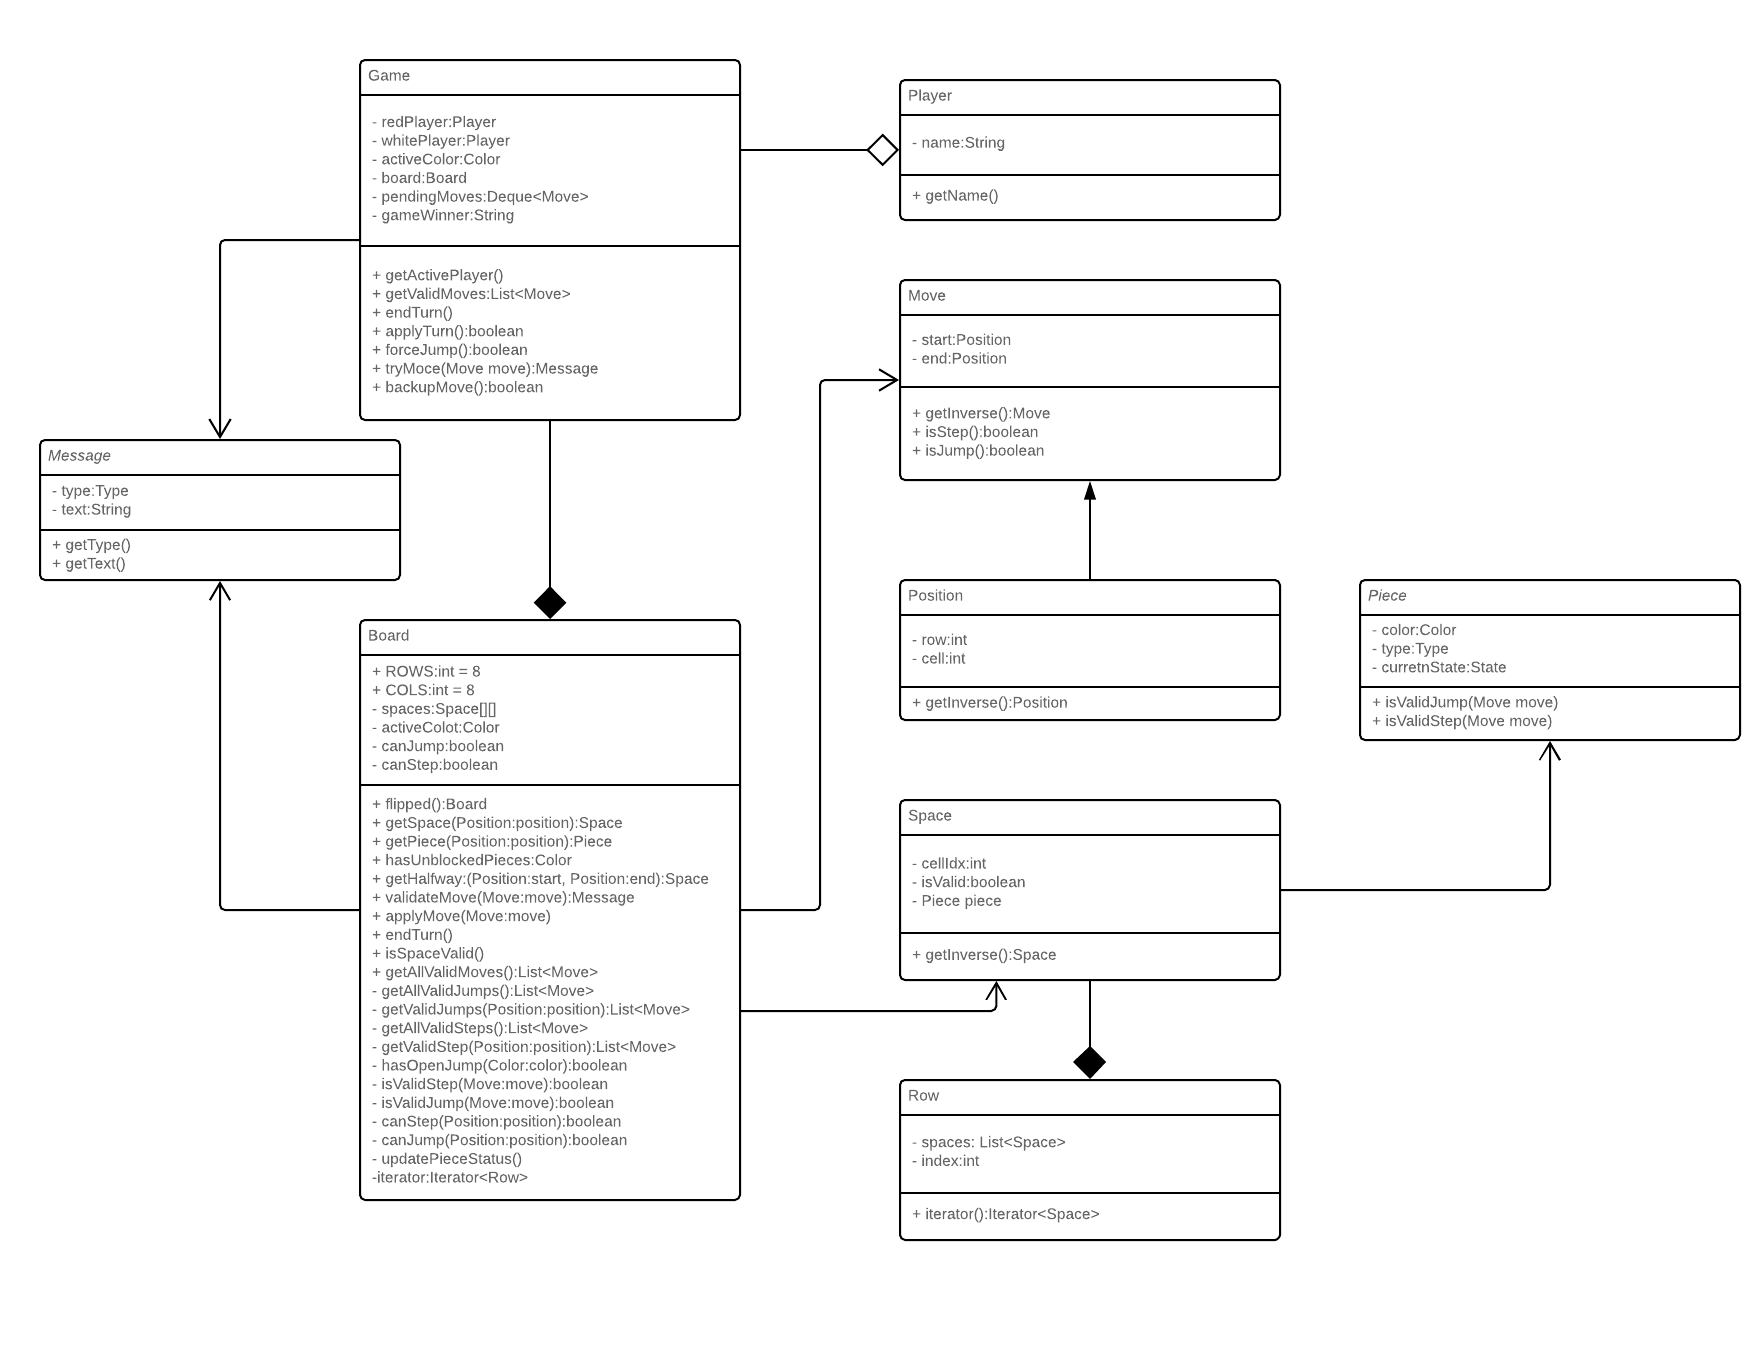 Game
- redPlayer:Player
- whitePlayer:Player
- activeColor:Color
- board:Board
- pendingMoves:Deque<Move>
- gameWinner:String
+ getActivePlayer()
+ getValidMoves:List<Move>
+ endTurn()
+ applyTurn():boolean
+ forceJump():boolean
+ tryMoce(Move move):Message
+ backupMove():boolean
Player
- name:String
+ getName()
Move
- start:Position
- end:Position
+ getInverse():Move
+ isStep():boolean
+ isJump():boolean
Message
- type:Type
- text:String
+ getType()
+ getText()
Board
+ ROWS:int = 8
+ COLS:int = 8
- spaces:Space[][]
- activeColot:Color
- canJump:boolean
- canStep:boolean
+ flipped():Board
+ getSpace(Position:position):Space
+ getPiece(Position:position):Piece
+ hasUnblockedPieces:Color
+ getHalfway:(Position:start, Position:end):Space
+ validateMove(Move:move):Message
+ applyMove(Move:move)
+ endTurn()
+ isSpaceValid()
+ getAllValidMoves():List<Move>
- getAllValidJumps():List<Move>
- getValidJumps(Position:position):List<Move>
- getAllValidSteps():List<Move>
- getValidStep(Position:position):List<Move>
- hasOpenJump(Color:color):boolean
- isValidStep(Move:move):boolean
- isValidJump(Move:move):boolean
- canStep(Position:position):boolean
- canJump(Position:position):boolean
- updatePieceStatus()
-iterator:Iterator<Row>
Position
- row:int
- cell:int
+ getInverse():Position
Piece
- color:Color
- type:Type
- curretnState:State
+ isValidJump(Move move)
+ isValidStep(Move move)
Space
- cellIdx:int
- isValid:boolean
- Piece piece
+ getInverse():Space
Row
- spaces: List<Space>
- index:int
+ iterator():Iterator<Space>